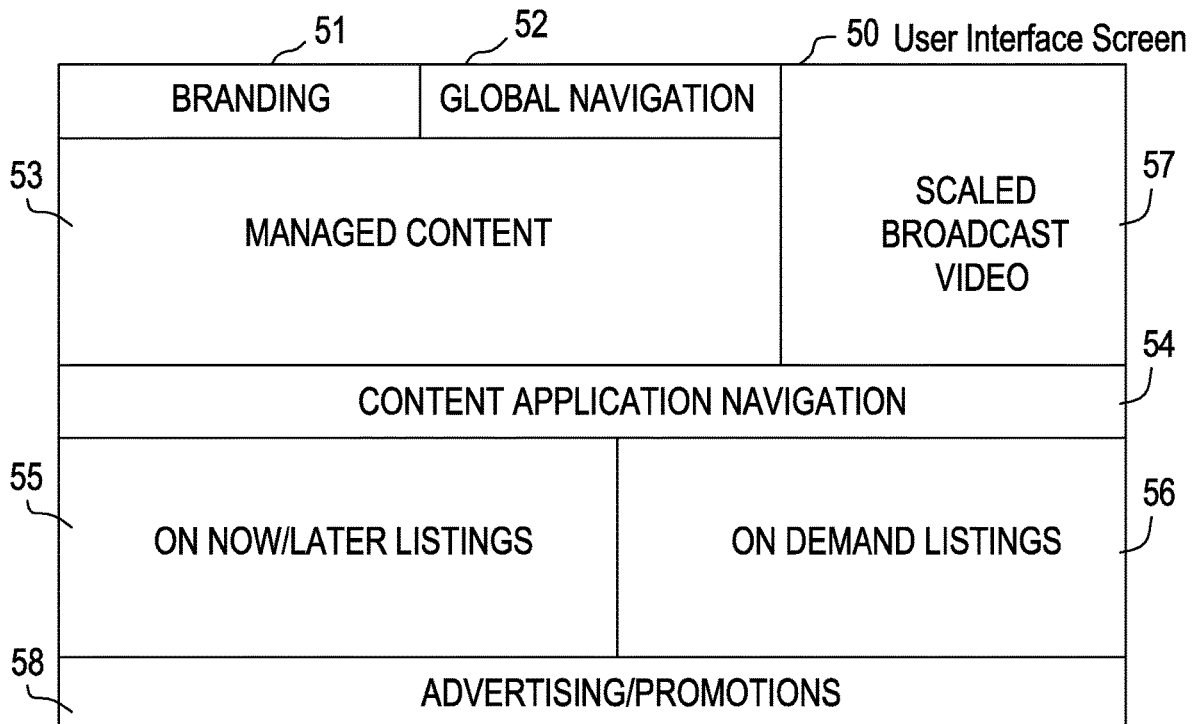 51
52
50 User Interface Screen
BRANDING
GLOBAL NAVIGATION
53
MANAGED CONTENT
SCALED
BROADCAST
VIDEO
57
54
CONTENT APPLICATION NAVIGATION
55
ON NOW/LATER LISTINGS
ON DEMAND LISTINGS
56
58
ADVERTISING/PROMOTIONS